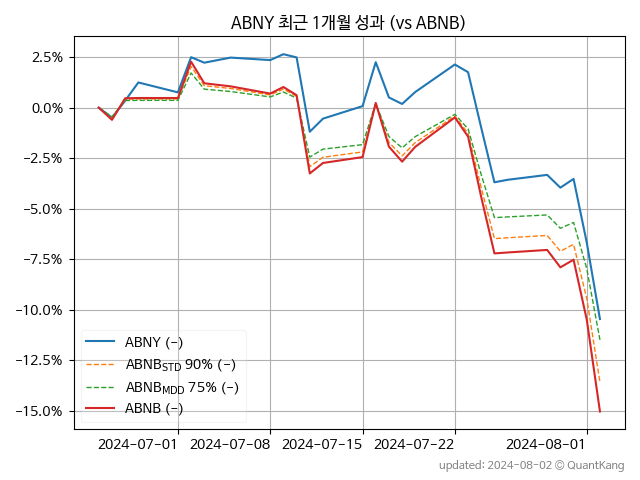 ABNY 최근 1개월 성과 (vs ABNB)
2.5%
0.0%
−2.5%
−5.0%
−7.5%
−10.0%
−12.5%
−15.0%
ABNY (-)
ABNBSTD 90% (-)
ABNBMDD 75% (-)
ABNB (-)
2024-07-01 2024-07-08 2024-07-15 2024-07-22 2024-08-01
updated: 2024-08-02 © QuantKang